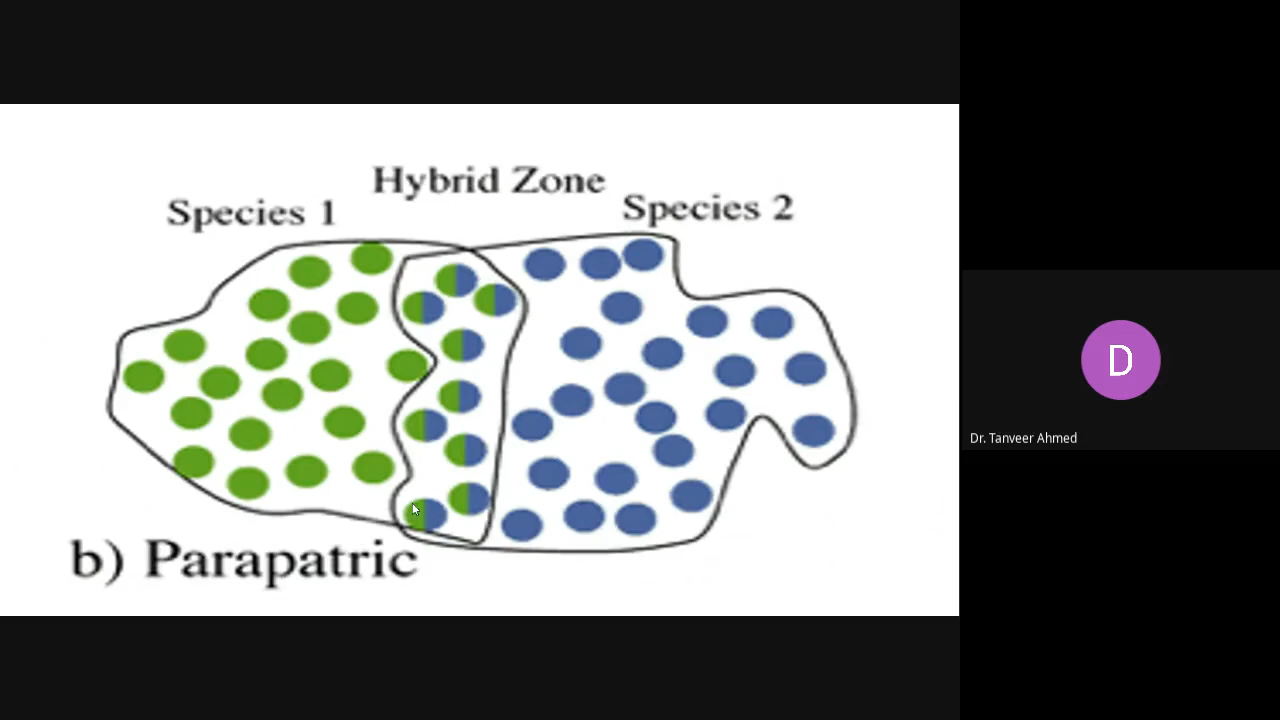 Hybrid Zone
Species 1
Species 2
b) Parapatric
D
Dr. Tanveer Ahmed